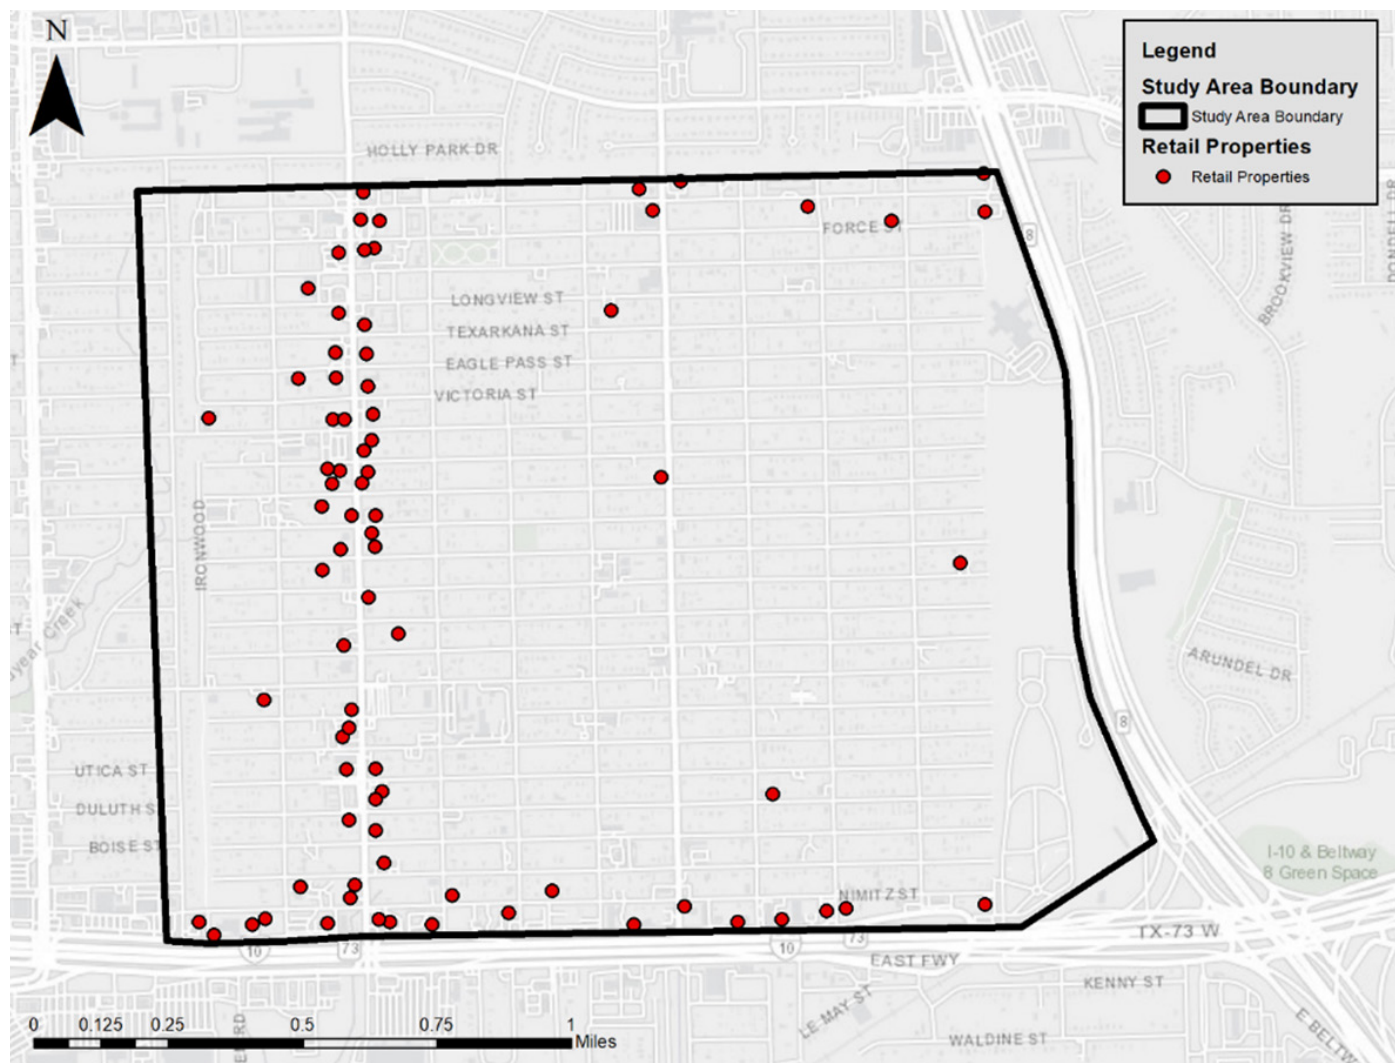 N
Legend
Study Area Boundary
Study Area Boundary
Retail Properties
Retail Properties
HOLLY PARK DR
FORCE ST
8
BROOKVIEW DR
LONGVIEW ST
TEXARKANA ST
EAGLE PASS ST
VICTORIA ST
IRONWOOD
ARUNDEL DR
8
UTICA ST
DULUTH S
BOISE ST
I-10 & Beltway
8 Green Space
NIMITZ ST
TX-73 W
10
73
10
73
EAST FWY
KENNY ST
LE MAY ST
WALDINE ST
E BELTW
0 0.125 0.25 0.5 0.75 1
Miles